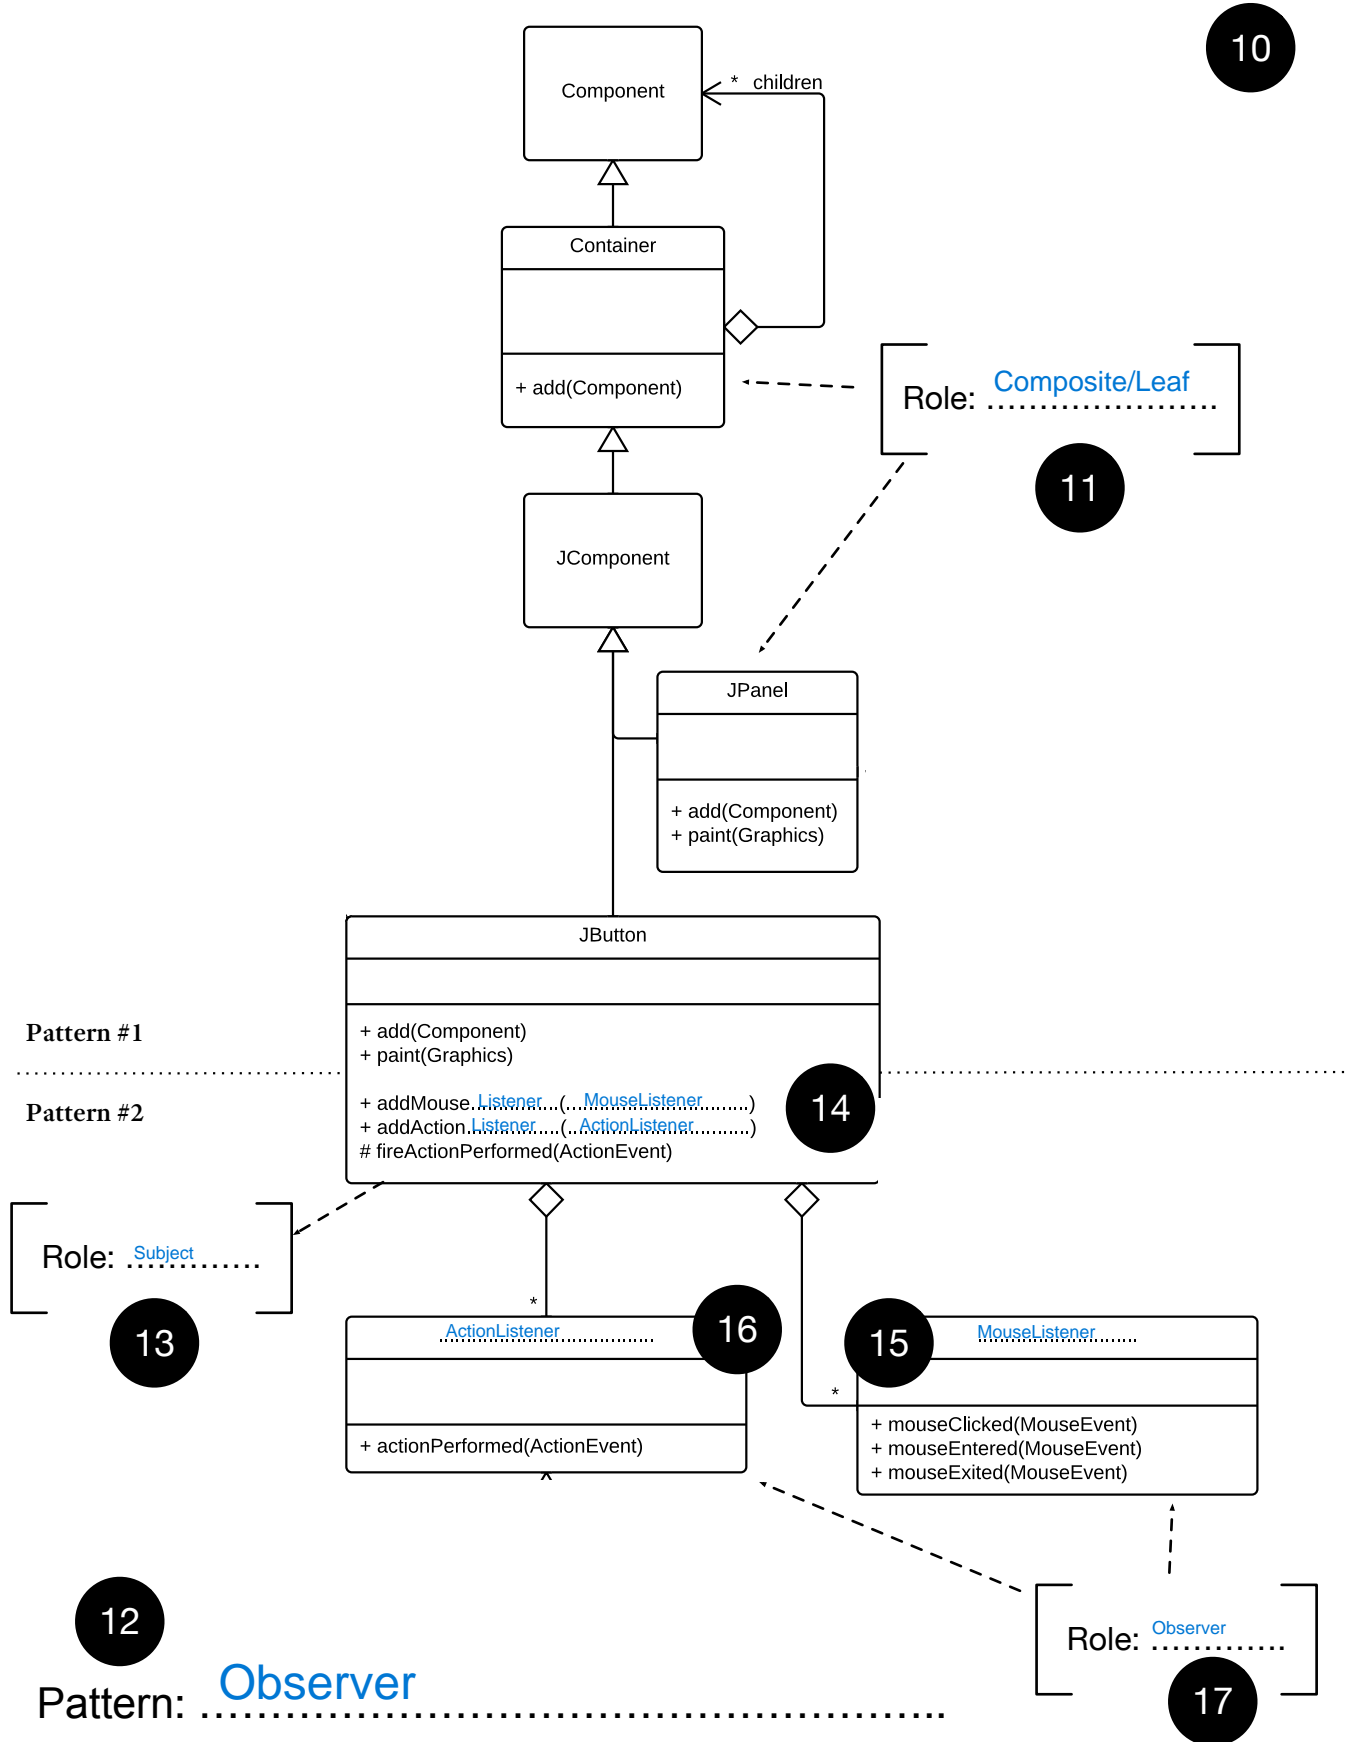 10
* children
Component
Container
+ add(Component)
Role: Composite/Leaf
11
JComponent
JPanel
+ add(Component)
+ paint(Graphics)
JButton
Pattern #1
+ add(Component)
+ paint(Graphics)
Pattern #2
+ addMouse Listener (MouseListener)
+ addAction Listener (ActionListener)
# fireActionPerformed(ActionEvent)
14
Role: Subject
13
*
ActionListener
16
+ actionPerformed(ActionEvent)
15
MouseListener
*
+ mouseClicked(MouseEvent)
+ mouseEntered(MouseEvent)
+ mouseExited(MouseEvent)
12
Pattern: Observer
Role: Observer
17